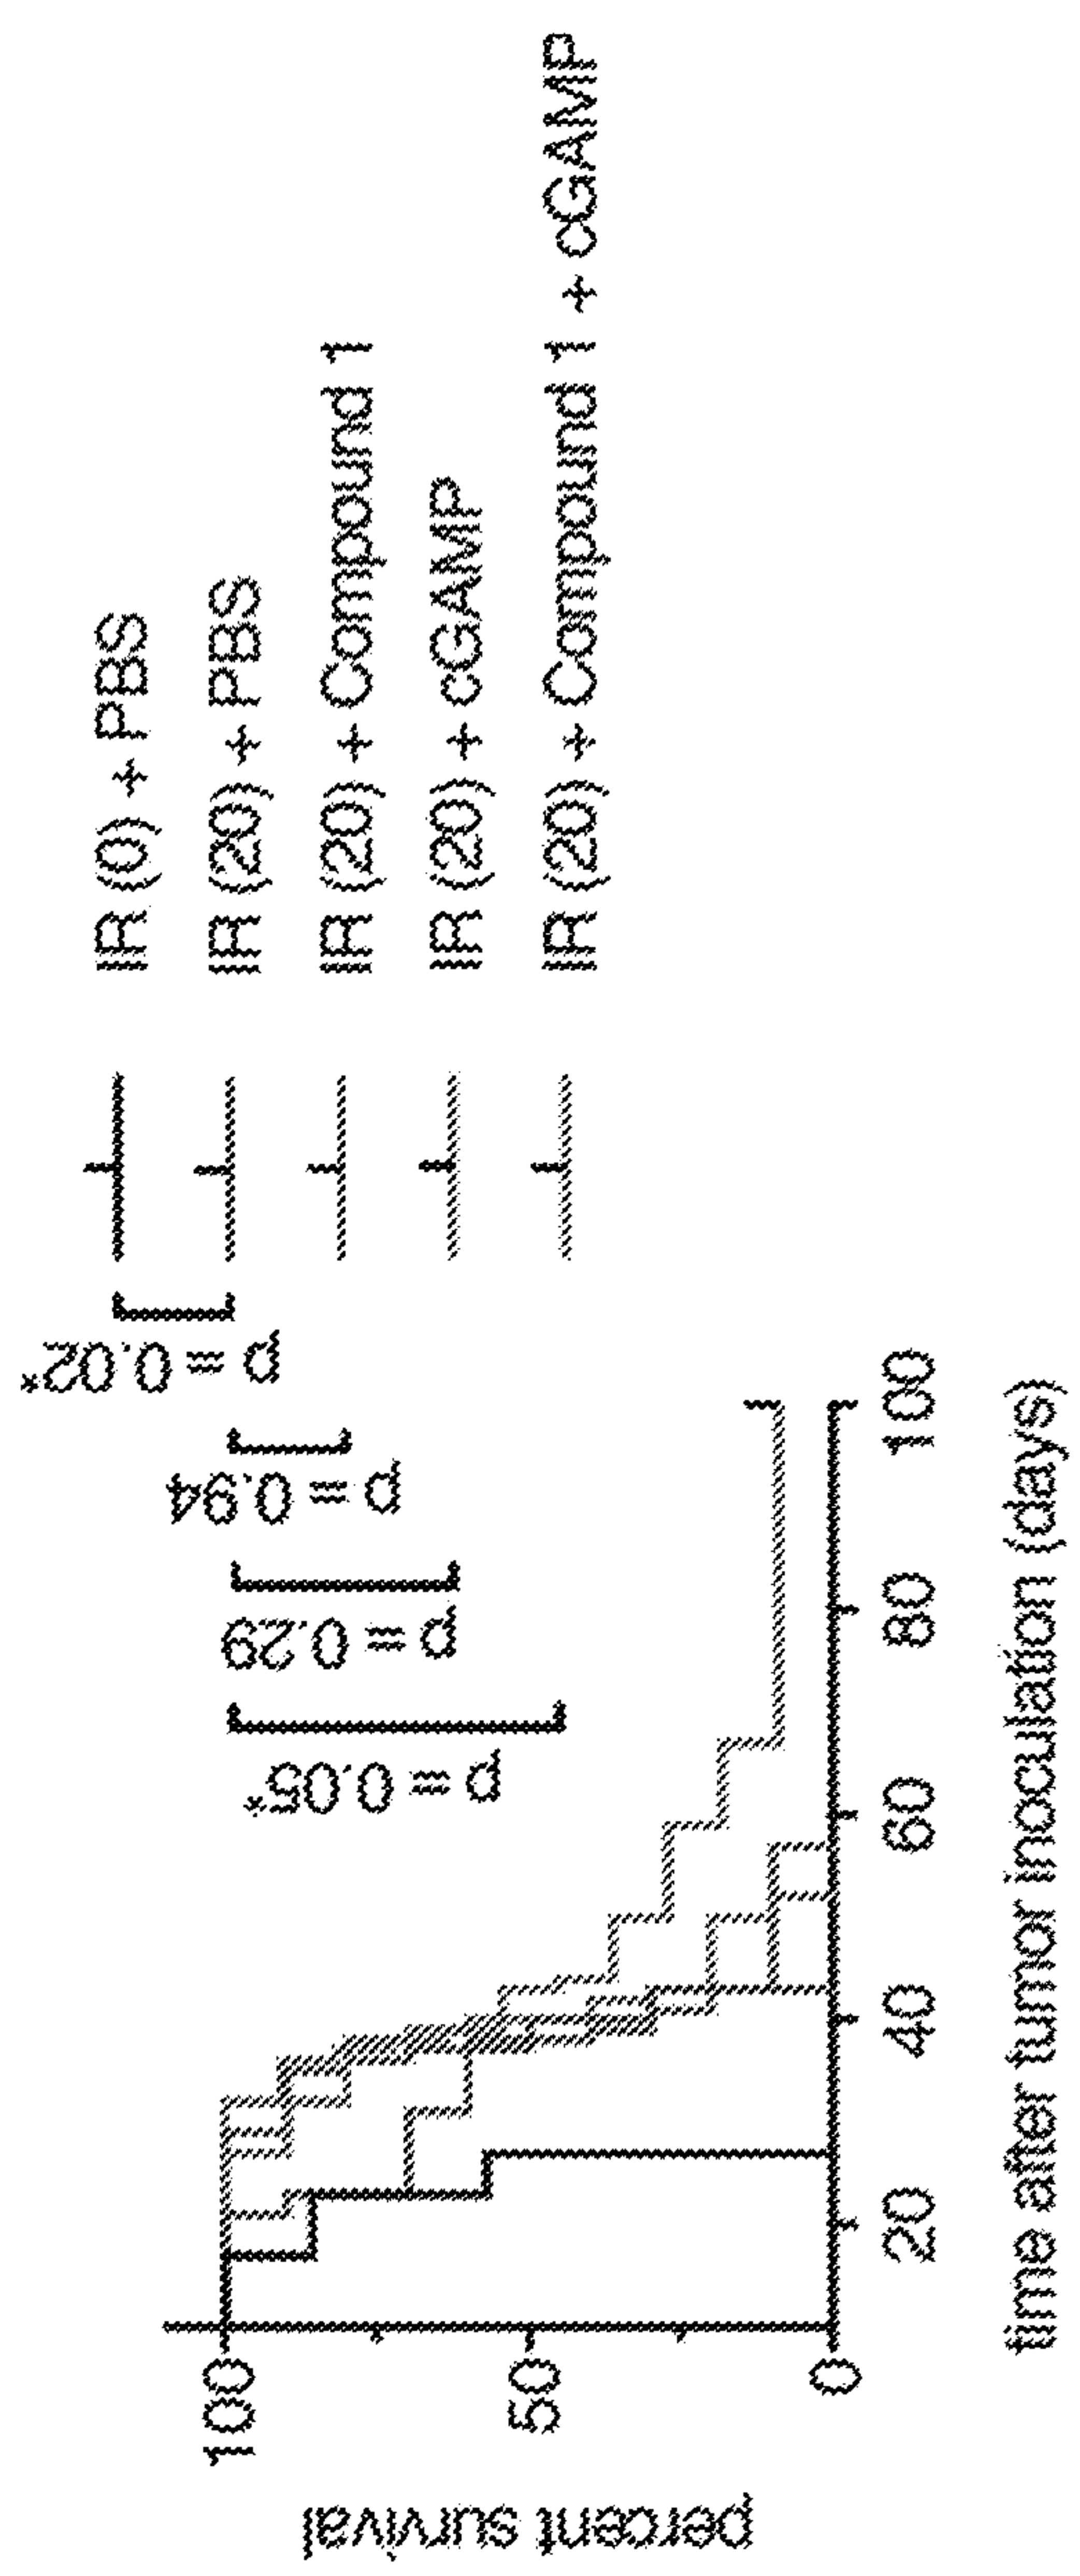 IR (0) + PBS
IR (20) + PBS
IR (20) + Compound 1
IR (20) + cGAMP
IR (20) + Compound 1 + cGAMP
p = 0.02*
p = 0.94
p = 0.29
p = 0.05*
percent survival
100
50
0
20
40
60
80
100
time after tumor inoculation (days)